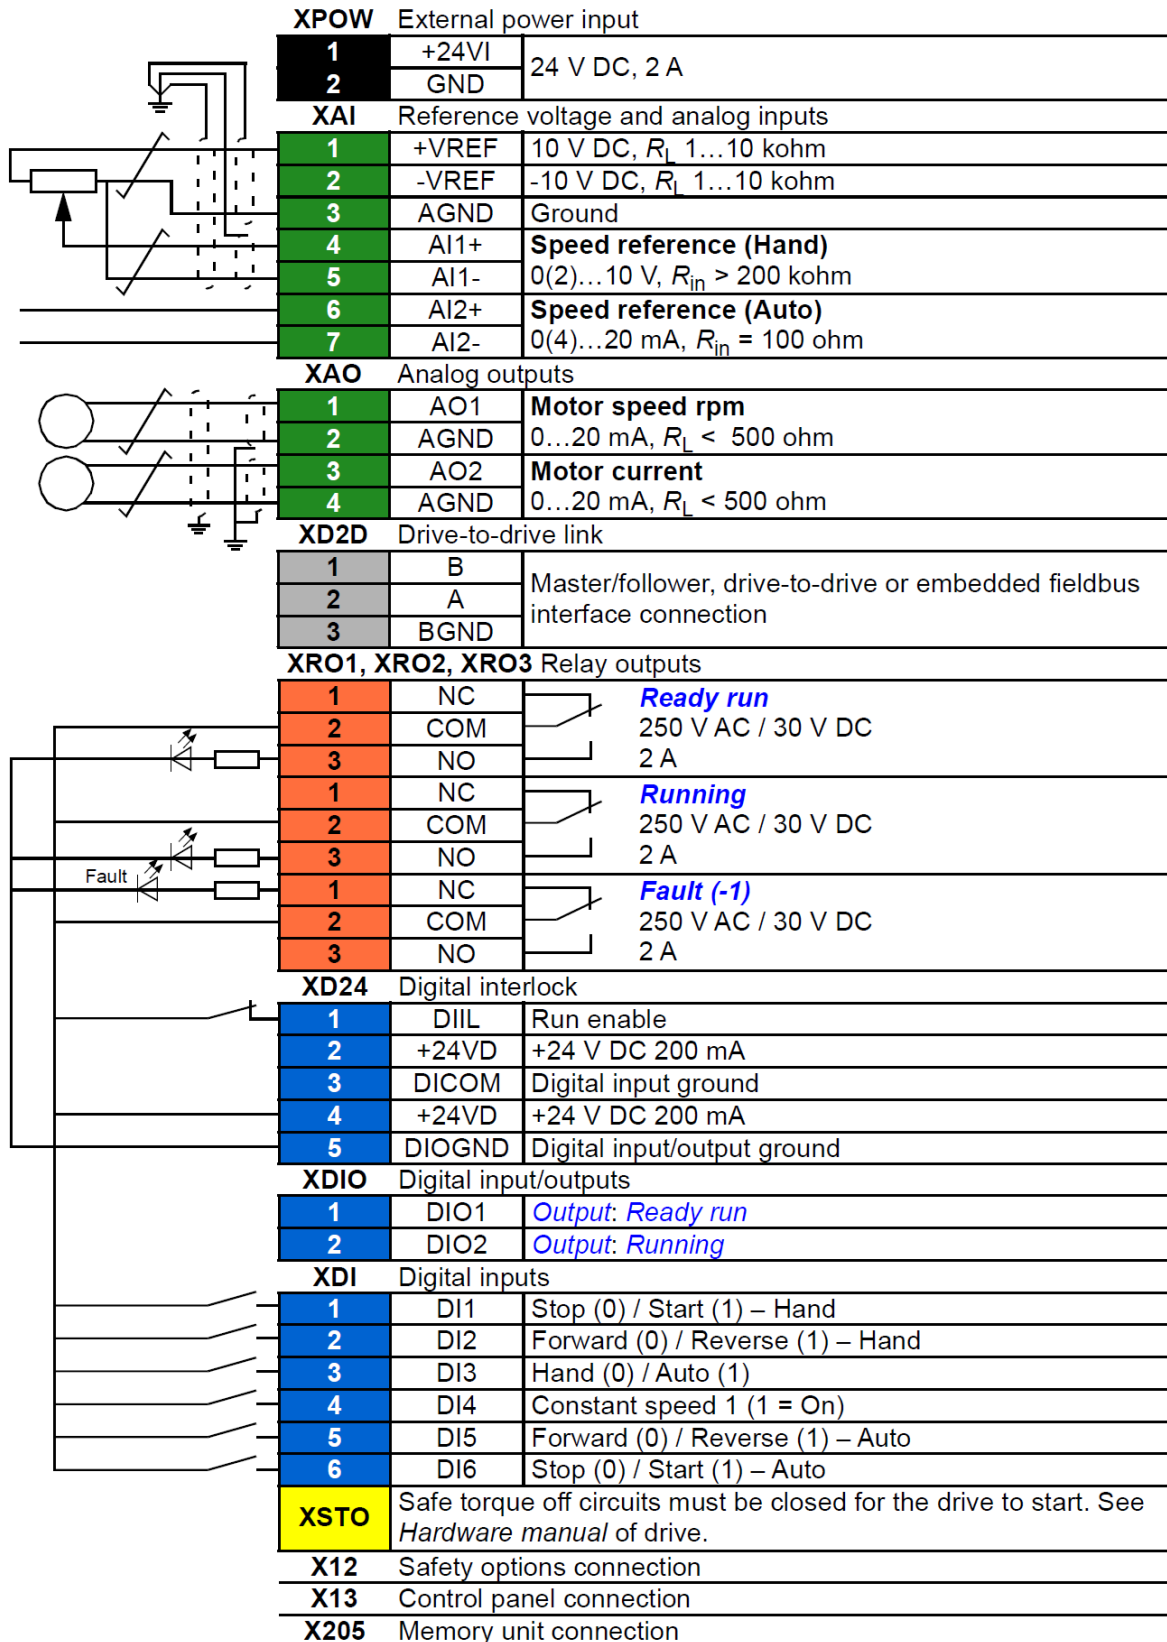 XPOW External power input
1 +24VI 24 V DC, 2 A
2 GND
XAI Reference voltage and analog inputs
1 +VREF 10 V DC, RL 1…10 kohm
2 -VREF -10 V DC, RL 1…10 kohm
3 AGND Ground
4 AI1+ Speed reference (Hand)
5 AI1- 0(2)…10 V, Rin > 200 kohm
6 AI2+ Speed reference (Auto)
7 AI2- 0(4)…20 mA, Rin = 100 ohm
XAO Analog outputs
1 AO1 Motor speed rpm
2 AGND 0…20 mA, RL < 500 ohm
3 AO2 Motor current
4 AGND 0…20 mA, RL < 500 ohm
XD2D Drive-to-drive link
1 B Master/follower, drive-to-drive or embedded fieldbus
2 A interface connection
3 BGND
XRO1, XRO2, XRO3 Relay outputs
1 NC Ready run
2 COM 250 V AC / 30 V DC
3 NO 2 A
1 NC Running
2 COM 250 V AC / 30 V DC
3 NO 2 A
Fault 1 NC Fault (-1)
2 COM 250 V AC / 30 V DC
3 NO 2 A
XD24 Digital interlock
1 DIIL Run enable
2 +24VD +24 V DC 200 mA
3 DICOM Digital input ground
4 +24VD +24 V DC 200 mA
5 DIOGND Digital input/output ground
XDIO Digital input/outputs
1 DIO1 Output: Ready run
2 DIO2 Output: Running
XDI Digital inputs
1 DI1 Stop (0) / Start (1) – Hand
2 DI2 Forward (0) / Reverse (1) – Hand
3 DI3 Hand (0) / Auto (1)
4 DI4 Constant speed 1 (1 = On)
5 DI5 Forward (0) / Reverse (1) – Auto
6 DI6 Stop (0) / Start (1) – Auto
XSTO Safe torque off circuits must be closed for the drive to start. See
Hardware manual of drive.
X12 Safety options connection
X13 Control panel connection
X205 Memory unit connection